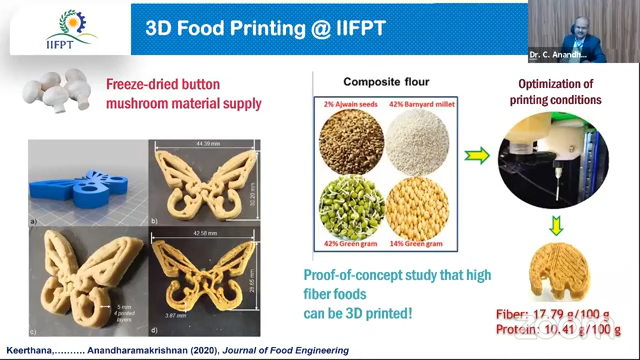 IIFPT
3D Food Printing @ IIFPT
Dr. C. Anandh...
Freeze-dried button
mushroom material supply
a)
44.39 mm
b)
5 mm
4 printed
layers
c)
42.58 mm
3.87 mm
d)
Composite flour
2% Ajwain seeds
42% Barnyard millet
42% Green gram
14% Green gram
Proof-of-concept study that high
fiber foods
can be 3D printed!
Optimization of
printing conditions
Fiber: 17.79 g/100 g
Protein: 10.41 g/100 g
zoom
Keerthana,.......... Anandharamakrishnan (2020), Journal of Food Engineering